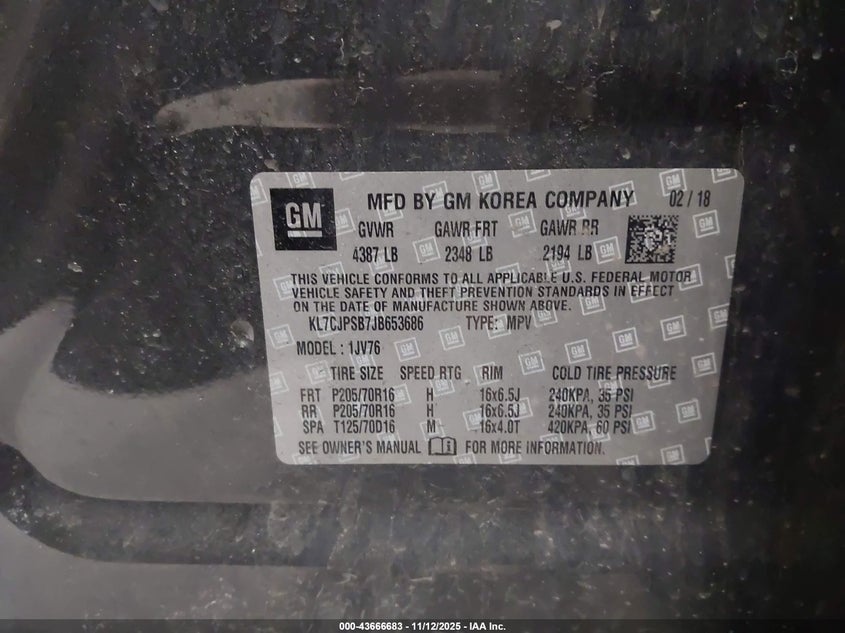 GM
MFD BY GM KOREA COMPANY 02 / 18
GVWR GAWR FRT GAWR RR
4387 LB 2348 LB 2194 LB
THIS VEHICLE CONFORMS TO ALL APPLICABLE U.S. FEDERAL MOTOR
VEHICLE SAFETY AND THEFT PREVENTION STANDARDS IN EFFECT
ON THE DATE OF MANUFACTURE SHOWN ABOVE.
KL7CJPSB7JB653686 TYPE: MPV
MODEL : 1JV76
TIRE SIZE SPEED RTG RIM COLD TIRE PRESSURE
FRT P205/70R16 H 16x6.5J 240KPA, 35 PSI
RR P205/70R16 H 16x6.5J 240KPA, 35 PSI
SPA T125/70D16 M 16x4.0T 420KPA, 60 PSI
SEE OWNER'S MANUAL FOR MORE INFORMATION.
000-43666683 - 11/12/2025 - IAA Inc.